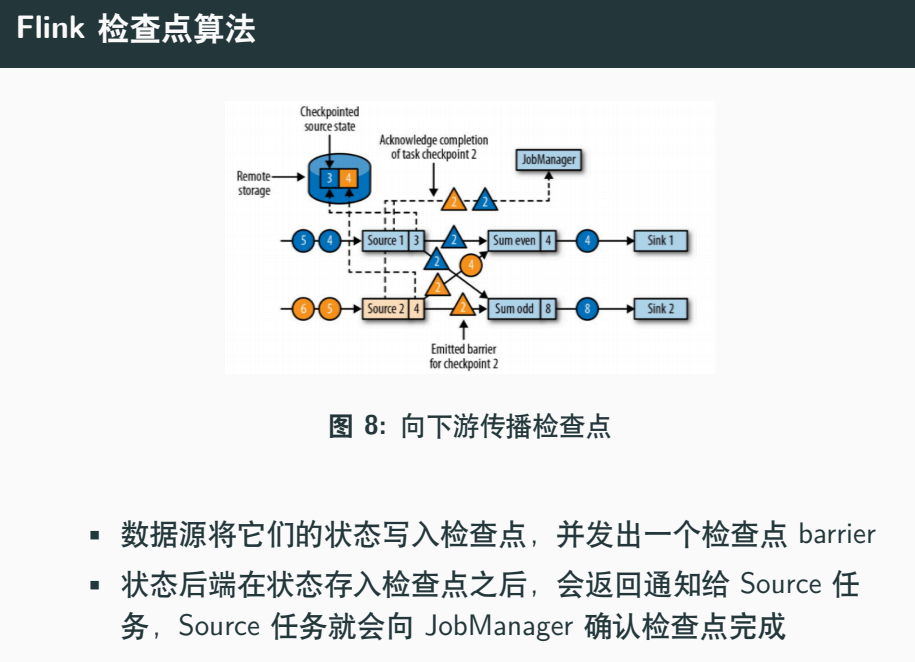 Flink 检查点算法
Checkpointed
source state
Acknowledge completion
of task checkpoint 2
JobManager
Remote
storage
3 4
2 2
5 4 Source 1 3 2 Sum even 4 4 Sink 1
2 4
2
6 5 Source 2 4 2 Sum odd 8 8 Sink 2
Emitted barrier
for checkpoint 2
图 8: 向下游传播检查点
▪ 数据源将它们的状态写入检查点，并发出一个检查点 barrier
▪ 状态后端在状态存入检查点之后，会返回通知给 Source 任
务，Source 任务就会向 JobManager 确认检查点完成